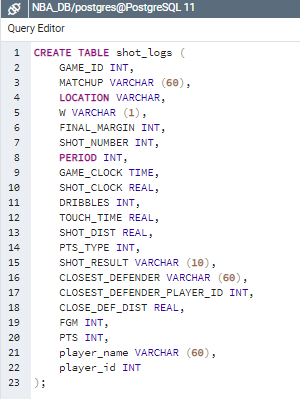 NBA_DB/postgres@PostgreSQL 11
Query Editor
1 CREATE TABLE shot_logs (
2 GAME_ID INT,
3 MATCHUP VARCHAR (60),
4 LOCATION VARCHAR,
5 W VARCHAR (1),
6 FINAL_MARGIN INT,
7 SHOT_NUMBER INT,
8 PERIOD INT,
9 GAME_CLOCK TIME,
10 SHOT_CLOCK REAL,
11 DRIBBLES INT,
12 TOUCH_TIME REAL,
13 SHOT_DIST REAL,
14 PTS_TYPE INT,
15 SHOT_RESULT VARCHAR (10),
16 CLOSEST_DEFENDER VARCHAR (60),
17 CLOSEST_DEFENDER_PLAYER_ID INT,
18 CLOSE_DEF_DIST REAL,
19 FGM INT,
20 PTS INT,
21 player_name VARCHAR (60),
22 player_id INT
23 );